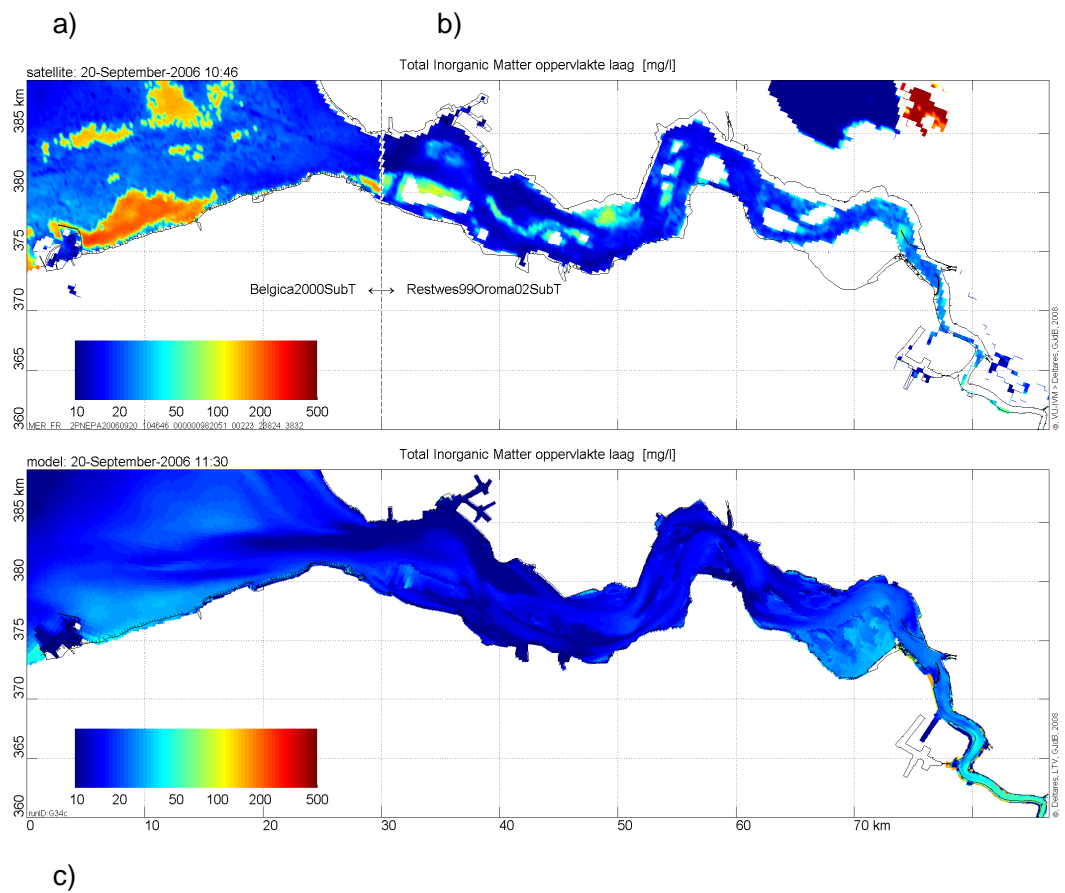 a) b)
Total Inorganic Matter oppervlakte laag [mg/l]
satellite: 20-September-2006 10:46
385 km
380
375
370
365
360
Belgica2000SubT ↔ Restwes99Oroma02SubT
10 20 50 100 200 500
MER_FR__2PNEPA20060920_104646_000000982051_00223_23824_3832
©, VU-IVM > Deltares, GJdB, 2008
Total Inorganic Matter oppervlakte laag [mg/l]
model: 20-September-2006 11:30
385 km
380
375
370
365
360
10 20 50 100 200 500
runID:G34c
©, Deltares, LTV, GJdB, 2008
0 10 20 30 40 50 60 70 km
c)